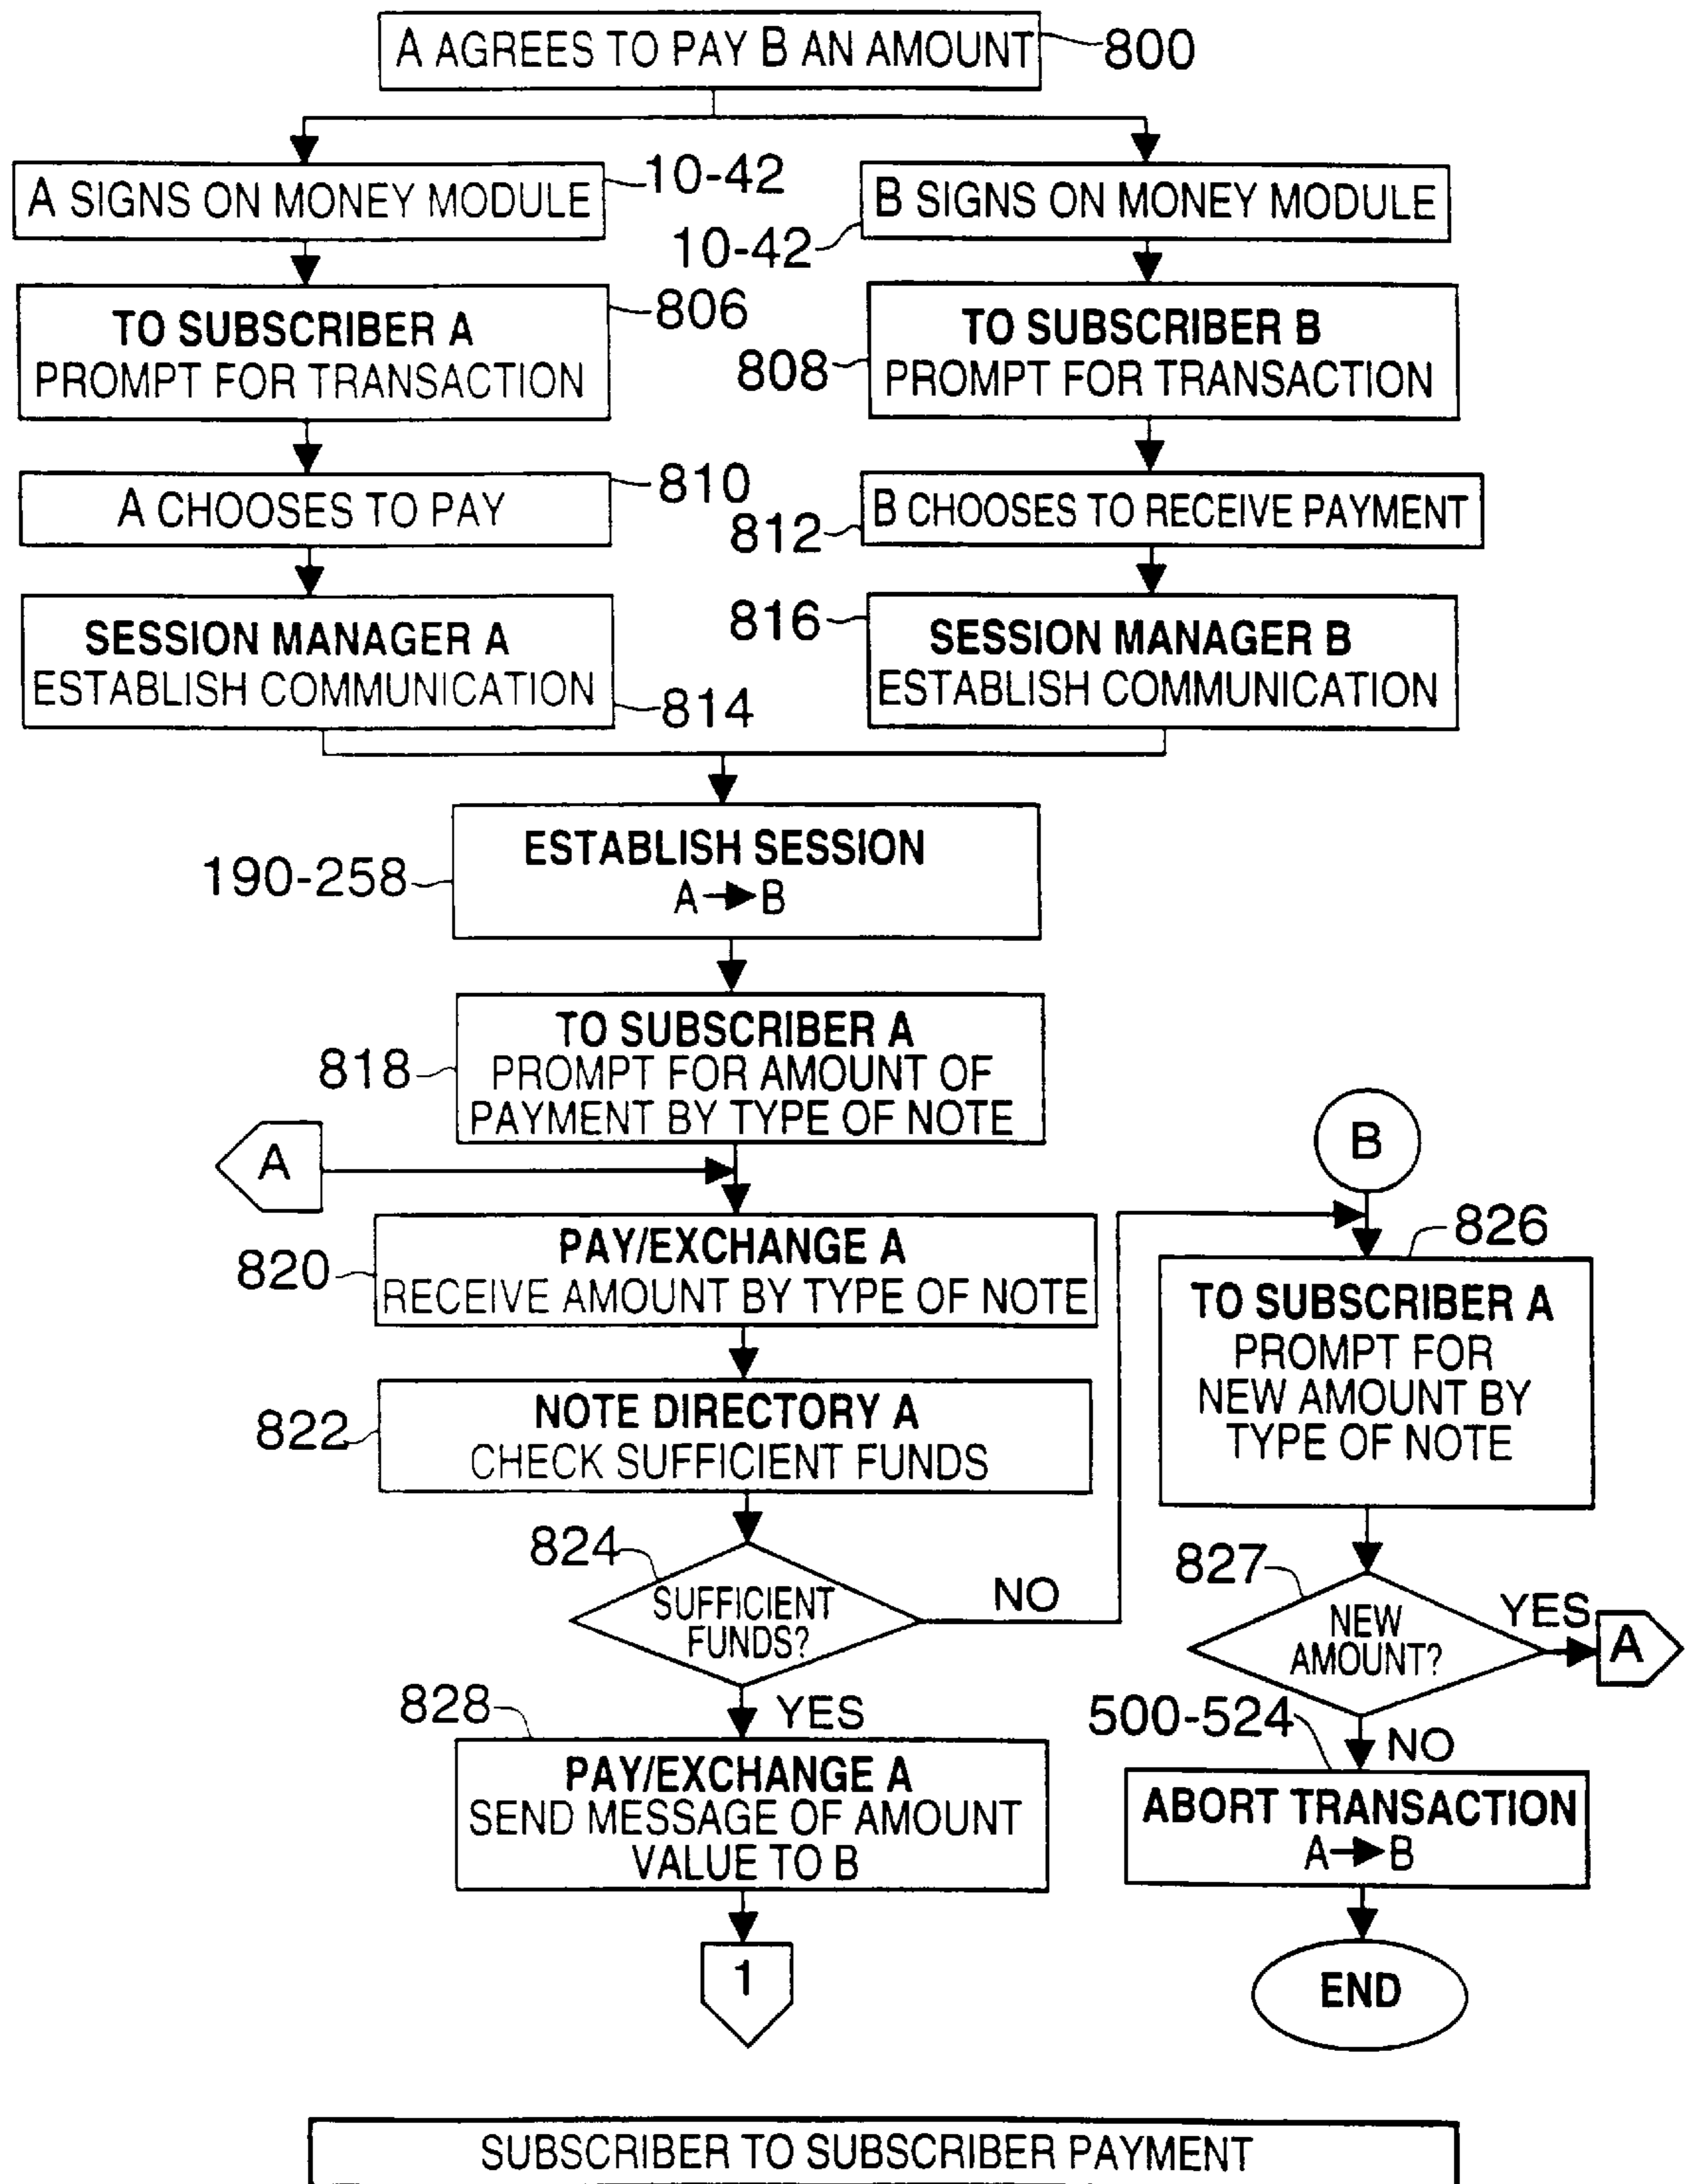 A AGREES TO PAY B AN AMOUNT
800
A SIGNS ON MONEY MODULE
10-42
B SIGNS ON MONEY MODULE
10-42
TO SUBSCRIBER A
PROMPT FOR TRANSACTION
806
TO SUBSCRIBER B
PROMPT FOR TRANSACTION
808
A CHOOSES TO PAY
810
B CHOOSES TO RECEIVE PAYMENT
812
SESSION MANAGER A
ESTABLISH COMMUNICATION
814
816
SESSION MANAGER B
ESTABLISH COMMUNICATION
ESTABLISH SESSION
A B
190-258
TO SUBSCRIBER A
PROMPT FOR AMOUNT OF
PAYMENT BY TYPE OF NOTE
818
A
PAY/EXCHANGE A
RECEIVE AMOUNT BY TYPE OF NOTE
820
NOTE DIRECTORY A
CHECK SUFFICIENT FUNDS
822
824
SUFFICIENT
FUNDS?
NO
YES
828
PAY/EXCHANGE A
SEND MESSAGE OF AMOUNT
VALUE TO B
1
B
826
TO SUBSCRIBER A
PROMPT FOR
NEW AMOUNT BY
TYPE OF NOTE
827
NEW
AMOUNT?
YES
A
NO
500-524
ABORT TRANSACTION
A B
END
SUBSCRIBER TO SUBSCRIBER PAYMENT